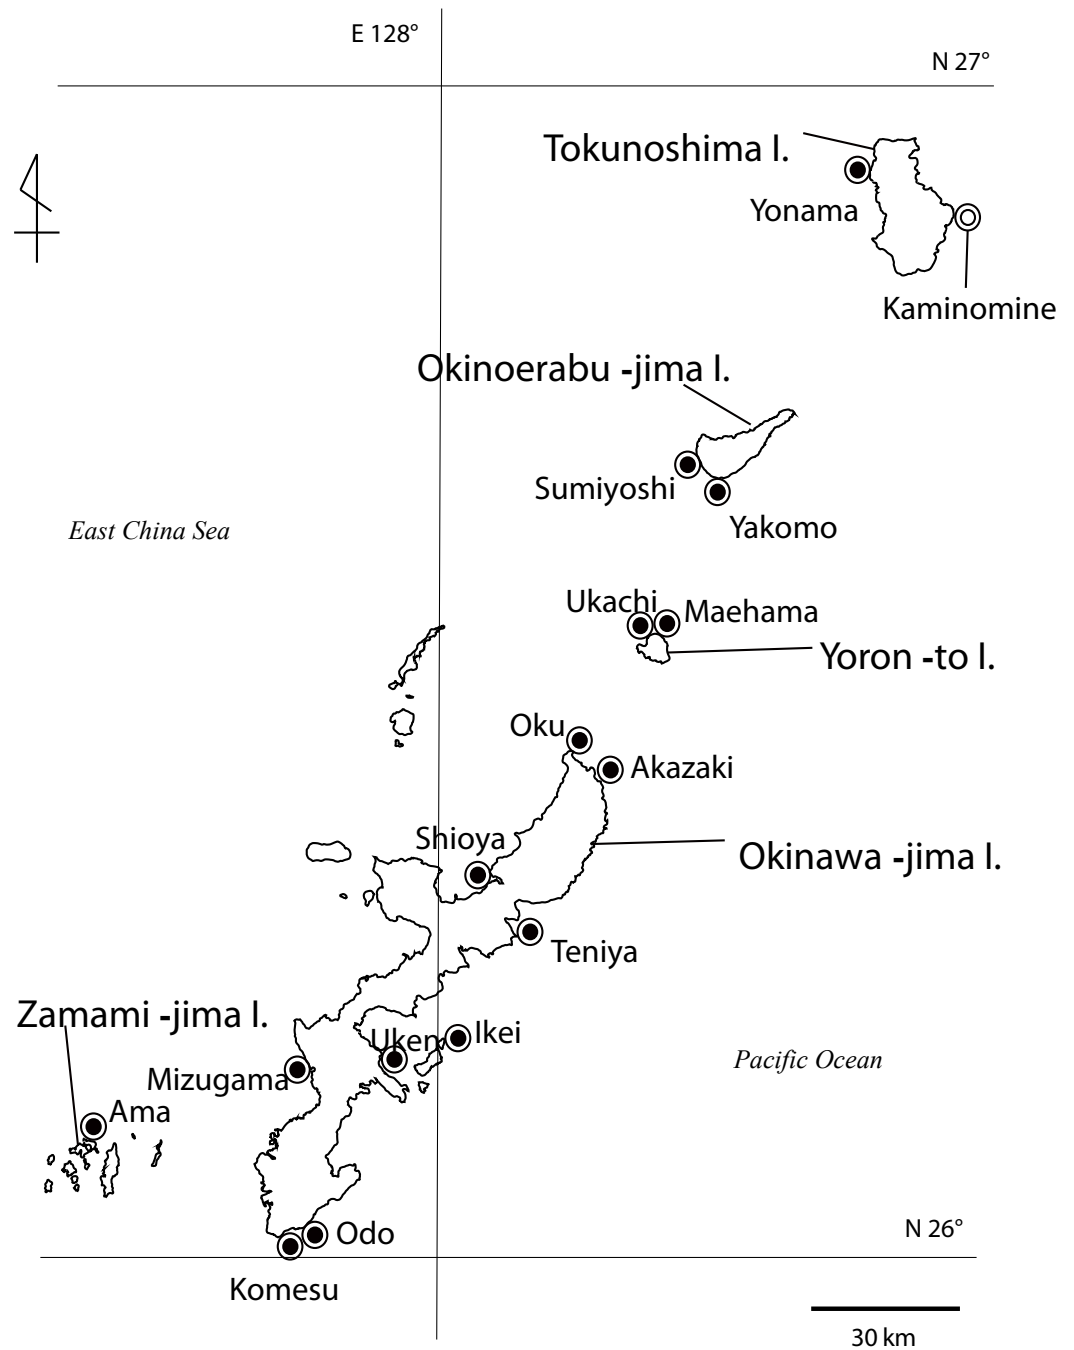 E 128°
N 27°
Tokunoshima I.
Yonama
Kaminomine
Okinoerabu -jima I.
Sumiyoshi
Yakomo
East China Sea
Ukachi
Maehama
Yoron -to I.
Oku
Akazaki
Shioya
Okinawa -jima I.
Teniya
Zamami -jima I.
Uken
Ikei
Pacific Ocean
Mizugama
Ama
Odo
N 26°
Komesu
30 km